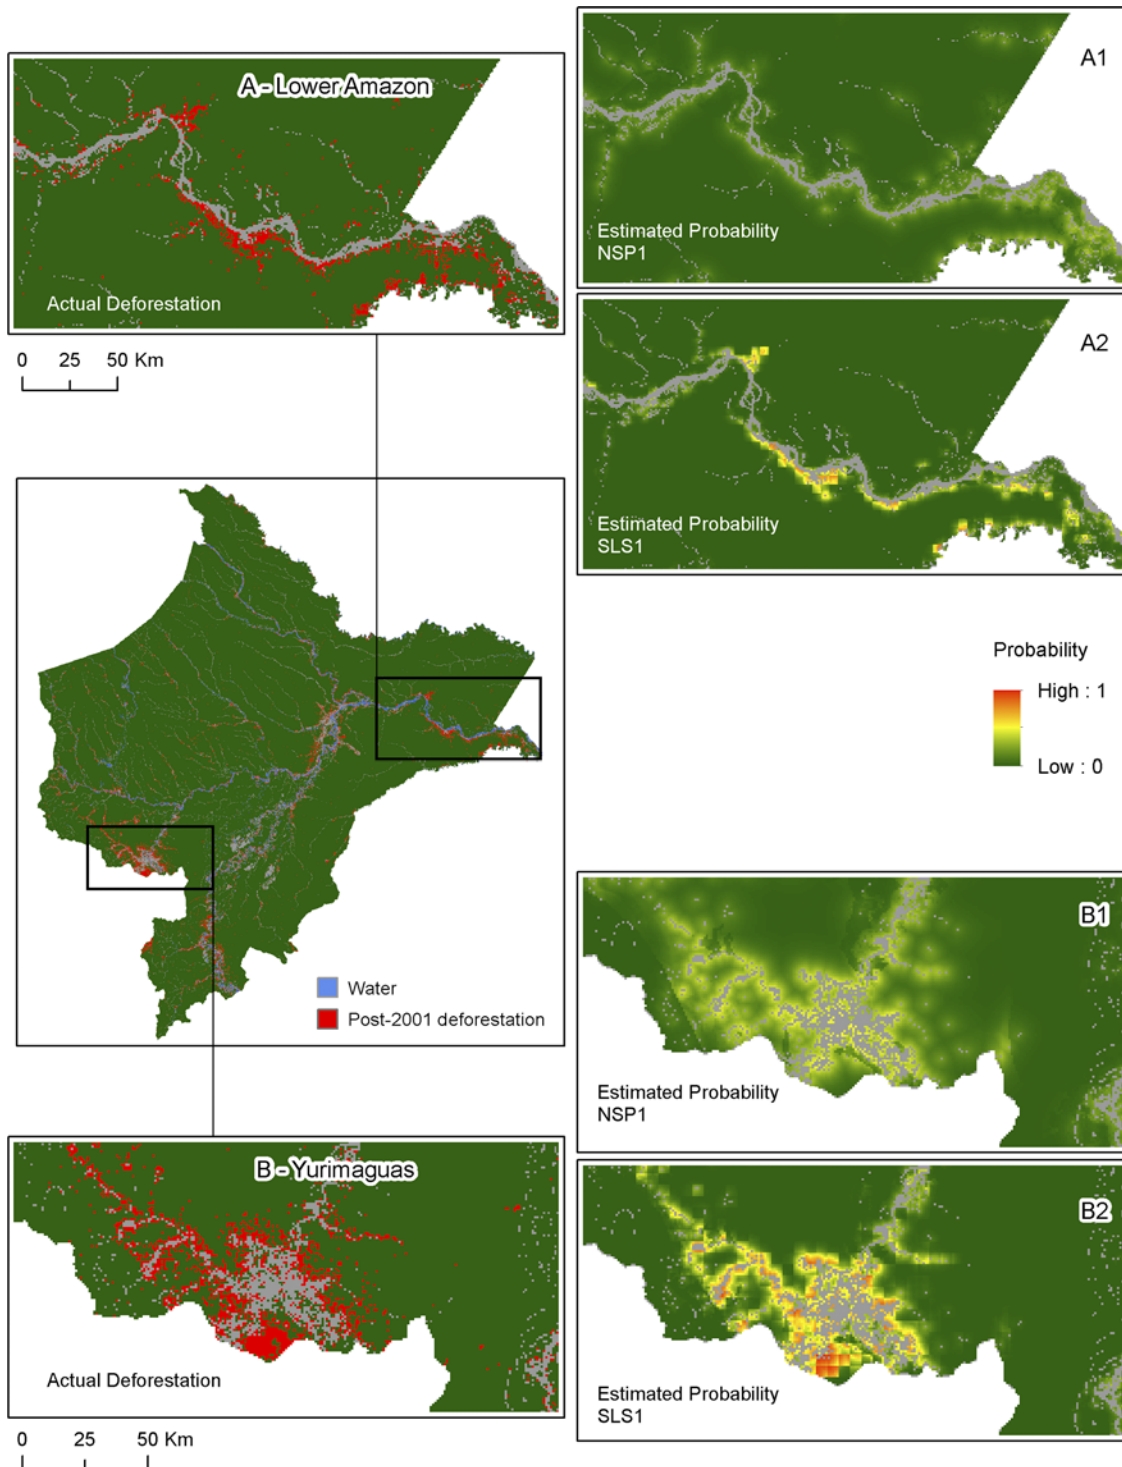 A - Lower Amazon
Actual Deforestation
0 25 50 Km
A1
Estimated Probability
NSP1
A2
Estimated Probability
SLS1
Probability
High : 1
Low : 0
Water
Post-2001 deforestation
B1
Estimated Probability
NSP1
B - Yurimaguas
Actual Deforestation
0 25 50 Km
B2
Estimated Probability
SLS1